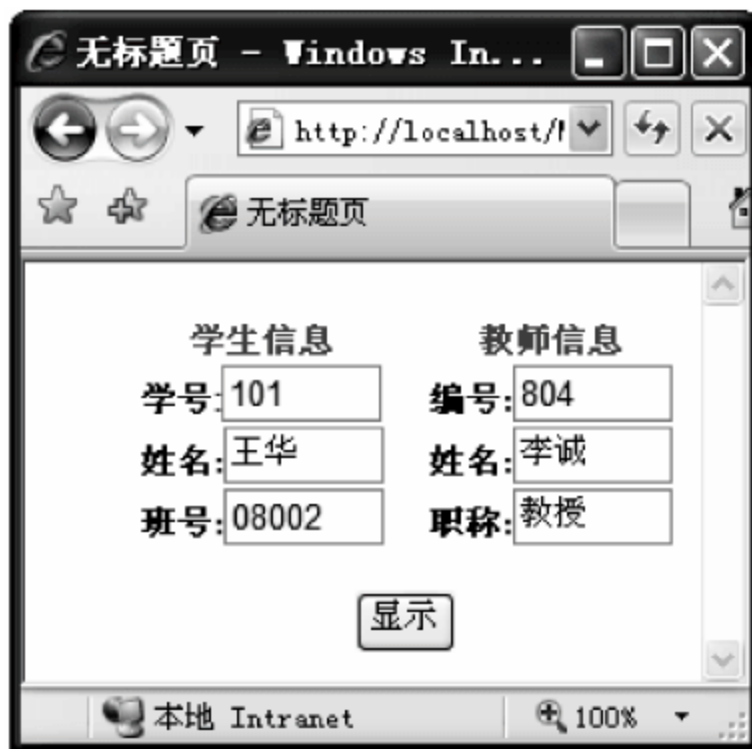 无标题页 - Windows In...
http://localhost/
无标题页
学生信息 教师信息
学号:101 编号:804
姓名:王华 姓名:李诚
班号:08002 职称:教授
显示
本地 Intranet 100%